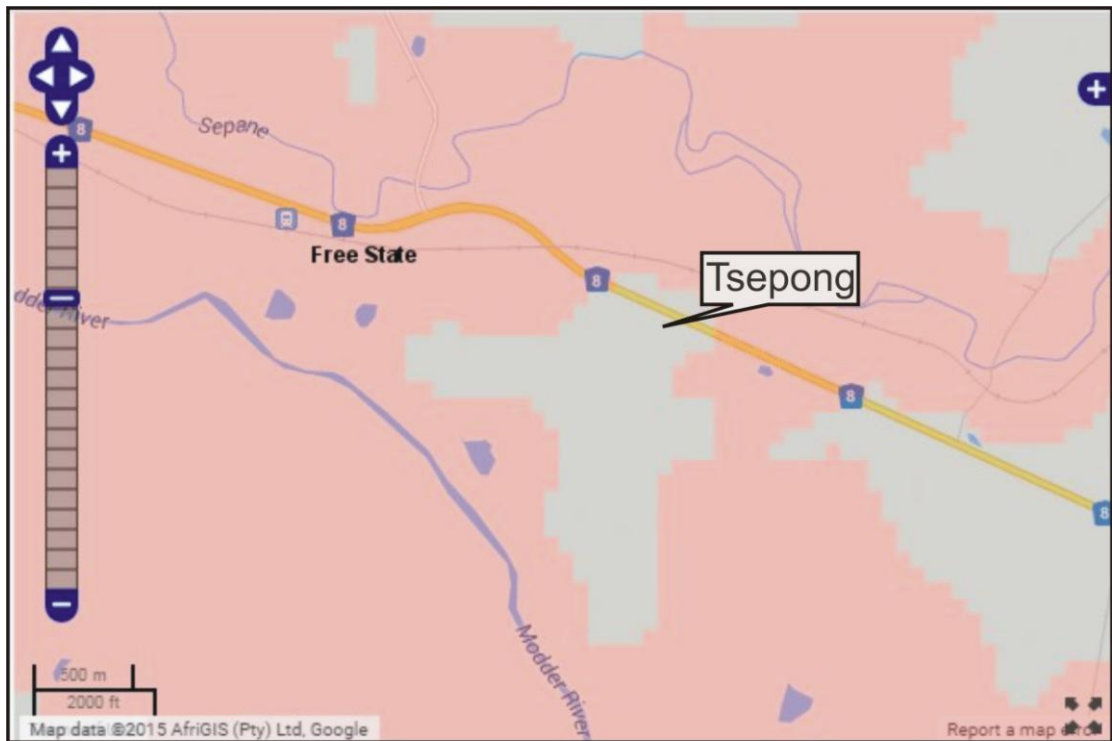 Sepane
8
8
Free State
8
Tsepong
dder River
8
8
Modder River
500 m
2000 ft
Map data ©2015 AfriGIS (Pty) Ltd, Google
Report a map error